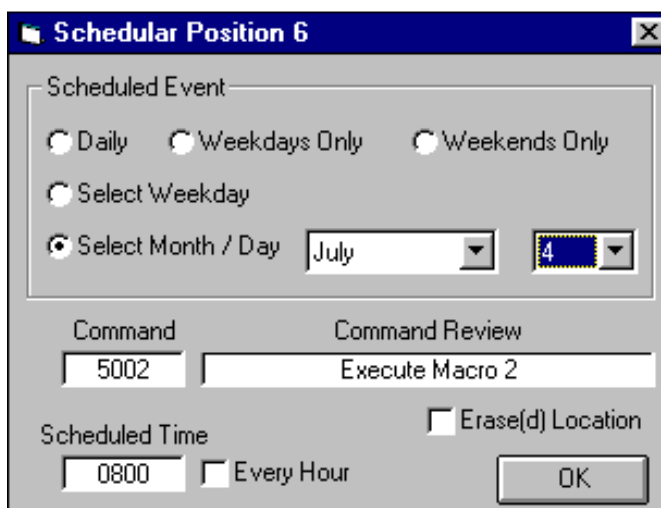 Schedular Position 6
Scheduled Event
Daily Weekdays Only Weekends Only
Select Weekday
Select Month / Day July 4
Command Command Review
5002 Execute Macro 2
Erase(d) Location
Scheduled Time
0800 Every Hour OK